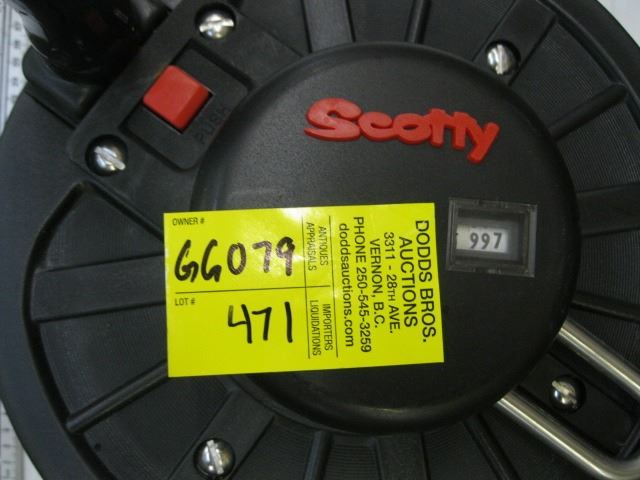 PUSH
Scotty
997
OWNER #
GG079
LOT #
471
ANTIQUES
APPRAISALS
IMPORTERS
LIQUIDATIONS
DODDS BROS.
AUCTIONS
3311 - 28TH AVE.
VERNON, B.C.
PHONE 250-545-3259
doddsauctions.com